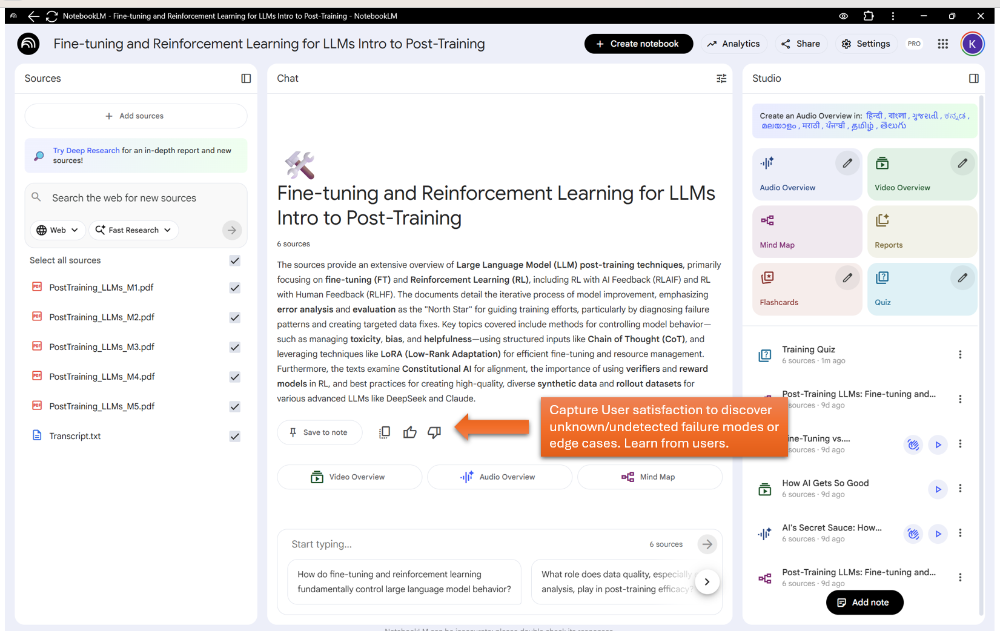 NotebookLM - Fine-tuning and Reinforcement Learning for LLMs Intro to Post-Training - NotebookLM
Fine-tuning and Reinforcement Learning for LLMs Intro to Post-Training
+ Create notebook
Analytics
Share
Settings
PRO
K
Sources
+ Add sources
Try Deep Research for an in-depth report and new
sources!
Search the web for new sources
Web
Fast Research
Select all sources
PDF PostTraining_LLMs_M1.pdf
PDF PostTraining_LLMs_M2.pdf
PDF PostTraining_LLMs_M3.pdf
PDF PostTraining_LLMs_M4.pdf
PDF PostTraining_LLMs_M5.pdf
Transcript.txt
Chat
Fine-tuning and Reinforcement Learning for LLMs
Intro to Post-Training
6 sources
The sources provide an extensive overview of Large Language Model (LLM) post-training techniques, primarily
focusing on fine-tuning (FT) and Reinforcement Learning (RL), including RL with AI Feedback (RLAIF) and RL
with Human Feedback (RLHF). The documents detail the iterative process of model improvement, emphasizing
error analysis and evaluation as the "North Star" for guiding training efforts, particularly by diagnosing failure
patterns and creating targeted data fixes. Key topics covered include methods for controlling model behavior—
such as managing toxicity, bias, and helpfulness—using structured inputs like Chain of Thought (CoT), and
leveraging techniques like LoRA (Low-Rank Adaptation) for efficient fine-tuning and resource management.
Furthermore, the texts examine Constitutional AI for alignment, the importance of using verifiers and reward
models in RL, and best practices for creating high-quality, diverse synthetic data and rollout datasets for
various advanced LLMs like DeepSeek and Claude.
Save to note
Capture User satisfaction to discover
unknown/undetected failure modes or
edge cases. Learn from users.
Video Overview
Audio Overview
Mind Map
Start typing...
6 sources
How do fine-tuning and reinforcement learning
fundamentally control large language model behavior?
What role does data quality, especially
analysis, play in post-training efficacy?
NotebookLM can be inaccurate; please double check its responses.
Studio
Create an Audio Overview in: हिन्दी , বাংলা , ગુજરાતી , ಕನ್ನಡ ,
മലയാളം , मराठी , ਪੰਜਾਬੀ , தமிழ் , తెలుగు
Audio Overview
Video Overview
Mind Map
Reports
Flashcards
Quiz
Training Quiz
6 sources · 1m ago
Post-Training LLMs: Fine-tuning and...
sources · 9d ago
ine-Tuning vs....
sources · 9d ago
How AI Gets So Good
6 sources · 9d ago
AI's Secret Sauce: How...
6 sources · 9d ago
Post-Training LLMs: Fine-tuning and...
6 sources · 9d ago
Add note